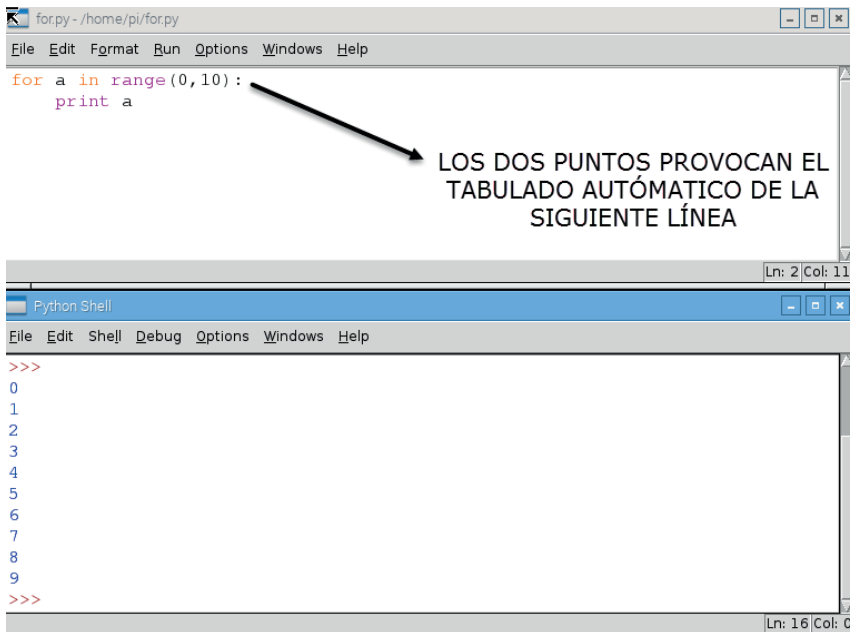 for.py - /home/pi/for.py
File Edit Format Run Options Windows Help
for a in range(0,10):
    print a
LOS DOS PUNTOS PROVOCAN EL
TABULADO AUTÓMATICO DE LA
SIGUIENTE LÍNEA
Ln: 2 Col: 11
Python Shell
File Edit Shell Debug Options Windows Help
>>>
0
1
2
3
4
5
6
7
8
9
>>>
Ln: 16 Col: 0